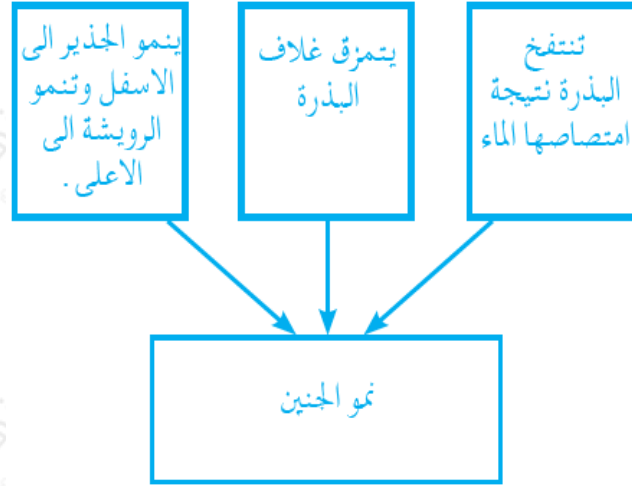 تنتفخ
البذرة نتيجة
امتصاصها الماء
يتمزق غلاف
البذرة
ينمو الجذير الى
الاسفل وتنمو
الرويشة الى
الاعلى.
نمو الجنين